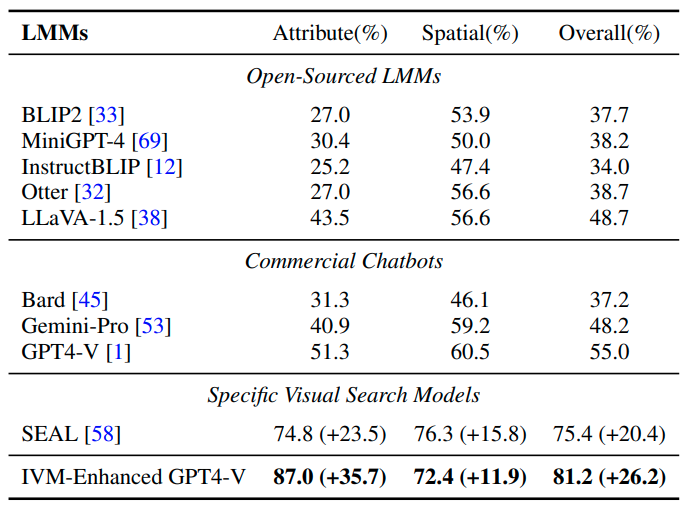 LMMs Attribute(%) Spatial(%) Overall(%)
Open-Sourced LMMs
BLIP2 [33] 27.0 53.9 37.7
MiniGPT-4 [69] 30.4 50.0 38.2
InstructBLIP [12] 25.2 47.4 34.0
Otter [32] 27.0 56.6 38.7
LLaVA-1.5 [38] 43.5 56.6 48.7
Commercial Chatbots
Bard [45] 31.3 46.1 37.2
Gemini-Pro [53] 40.9 59.2 48.2
GPT4-V [1] 51.3 60.5 55.0
Specific Visual Search Models
SEAL [58] 74.8 (+23.5) 76.3 (+15.8) 75.4 (+20.4)
IVM-Enhanced GPT4-V 87.0 (+35.7) 72.4 (+11.9) 81.2 (+26.2)